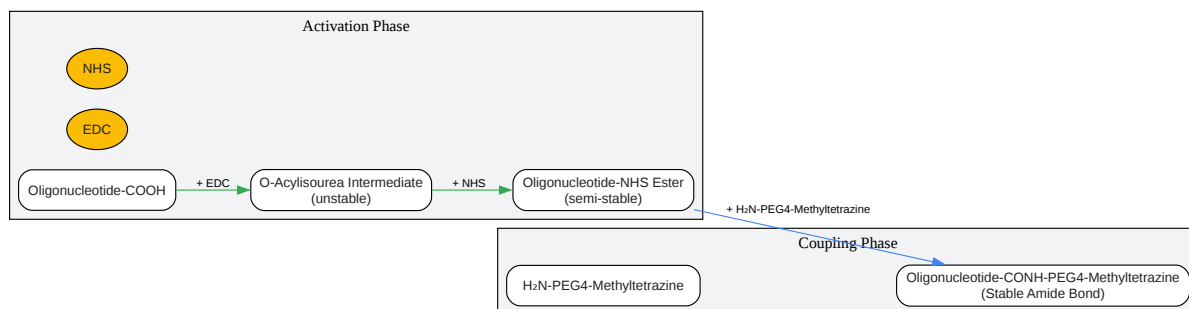 Activation Phase
NHS
EDC
Oligonucleotide-COOH
+ EDC
O-Acylisourea Intermediate
(unstable)
+ NHS
Oligonucleotide-NHS Ester
(semi-stable)
+ H₂N-PEG4-Methyltetrazine
Coupling Phase
H₂N-PEG4-Methyltetrazine
Oligonucleotide-CONH-PEG4-Methyltetrazine
(Stable Amide Bond)